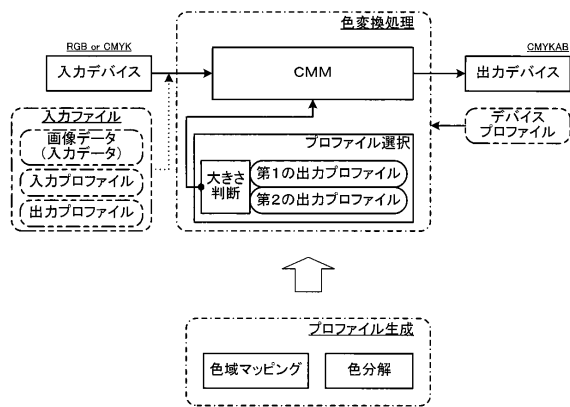 色変換処理
RGB or CMYK
CMYKAB
入力デバイス
CMM
出力デバイス
入力ファイル
画像データ
(入力データ)
入力プロファイル
出力プロファイル
デバイス
プロファイル
プロファイル選択
大きさ
判断
第1の出力プロファイル
第2の出力プロファイル
プロファイル生成
色域マッピング
色分解